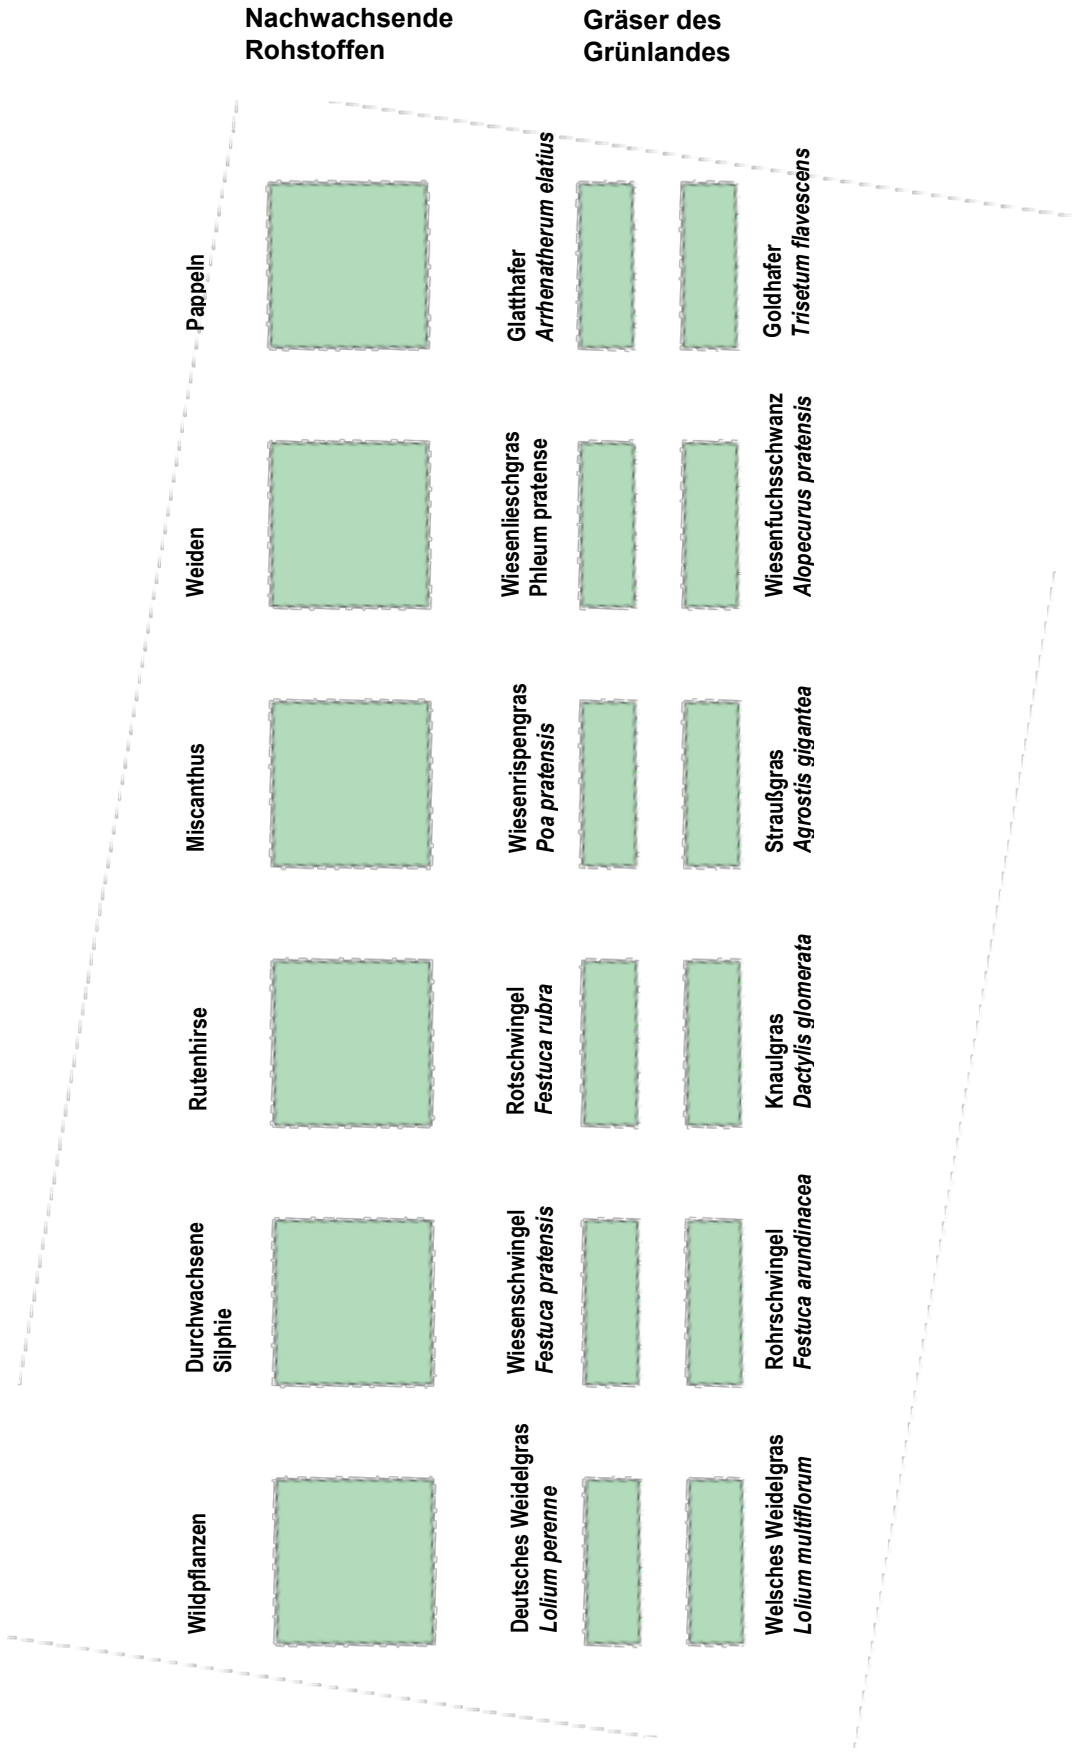 Nachwachsende
Rohstoffen
Gräser des
Grünlandes
Pappeln
Glatthafer
Arrhenatherum elatius
Goldhafer
Trisetum flavescens
Weiden
Wiesenlieschgras
Phleum pratense
Wiesenfuchsschwanz
Alopecurus pratensis
Miscanthus
Wiesenrispengras
Poa pratensis
Straußgras
Agrostis gigantea
Rutenhirse
Rotschwingel
Festuca rubra
Knaulgras
Dactylis glomerata
Durchwachsene
Silphie
Wiesenschwingel
Festuca pratensis
Rohrschwingel
Festuca arundinacea
Wildpflanzen
Deutsches Weidelgras
Lolium perenne
Welsches Weidelgras
Lolium multiflorum